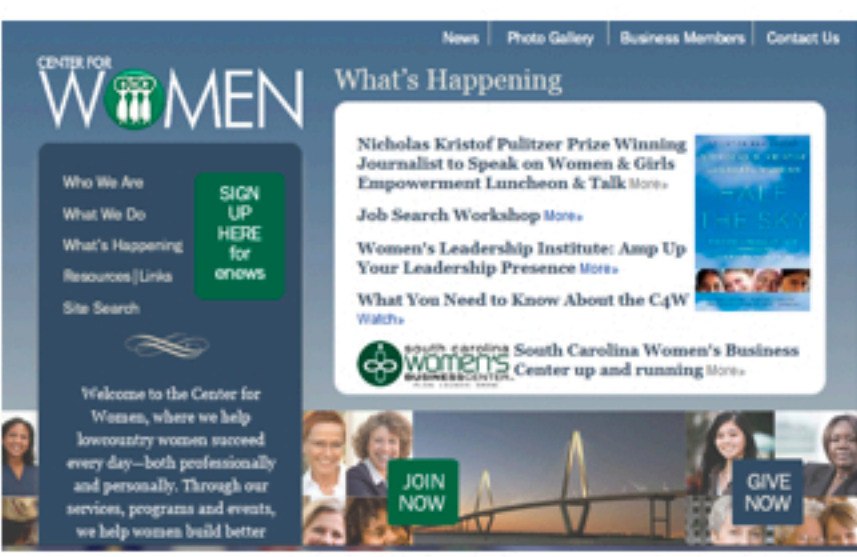 News
Photo Gallery
Business Members
Contact Us
CENTER FOR
WOMEN
What's Happening
Who We Are
What We Do
What's Happening
Resources|Links
Site Search
SIGN
UP
HERE
for
enews
Welcome to the Center for
Women, where we help
lowcountry women succeed
every day—both professionally
and personally. Through our
services, programs and events,
we help women build better
Nicholas Kristof Pulitzer Prize Winning
Journalist to Speak on Women & Girls
Empowerment Luncheon & Talk More»
Job Search Workshop More»
Women's Leadership Institute: Amp Up
Your Leadership Presence More»
What You Need to Know About the C4W
Watch»
HALF
THE SKY
south carolina
women's
BUSINESSCENTER
South Carolina Women's Business
Center up and running More»
JOIN
NOW
GIVE
NOW